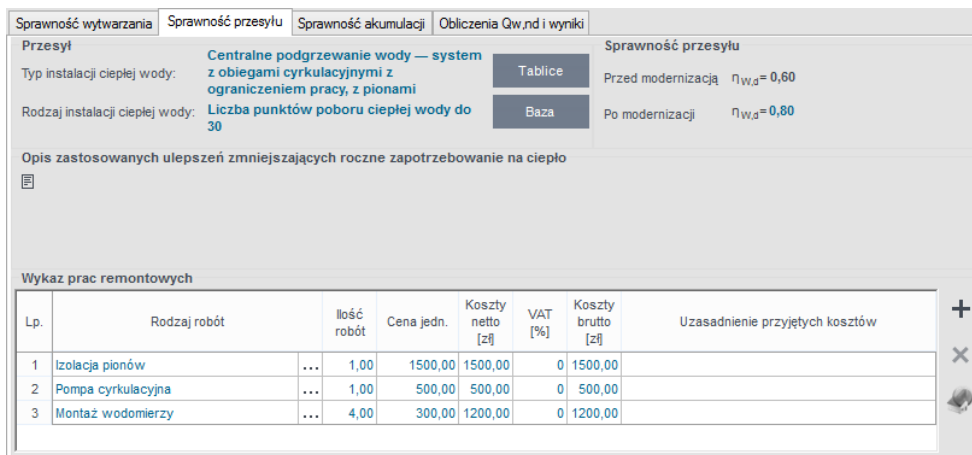 Sprawność wytwarzania Sprawność przesyłu Sprawność akumulacji Obliczenia Qw,nd i wyniki
Przesył
Typ instalacji ciepłej wody:
Centralne podgrzewanie wody — system
z obiegami cyrkulacyjnymi z
ograniczeniem pracy, z pionami
Tablice
Rodzaj instalacji ciepłej wody:
Liczba punktów poboru ciepłej wody do
30
Baza
Sprawność przesyłu
Przed modernizacją ηW,d= 0,60
Po modernizacji ηW,d= 0,80
Opis zastosowanych ulepszeń zmniejszających roczne zapotrzebowanie na ciepło
Wykaz prac remontowych
Lp. Rodzaj robót Ilość robót Cena jedn. Koszty netto [zł] VAT [%] Koszty brutto [zł] Uzasadnienie przyjętych kosztów
1 Izolacja pionów ... 1,00 1500,00 1500,00 0 1500,00
2 Pompa cyrkulacyjna ... 1,00 500,00 500,00 0 500,00
3 Montaż wodomierzy ... 4,00 300,00 1200,00 0 1200,00